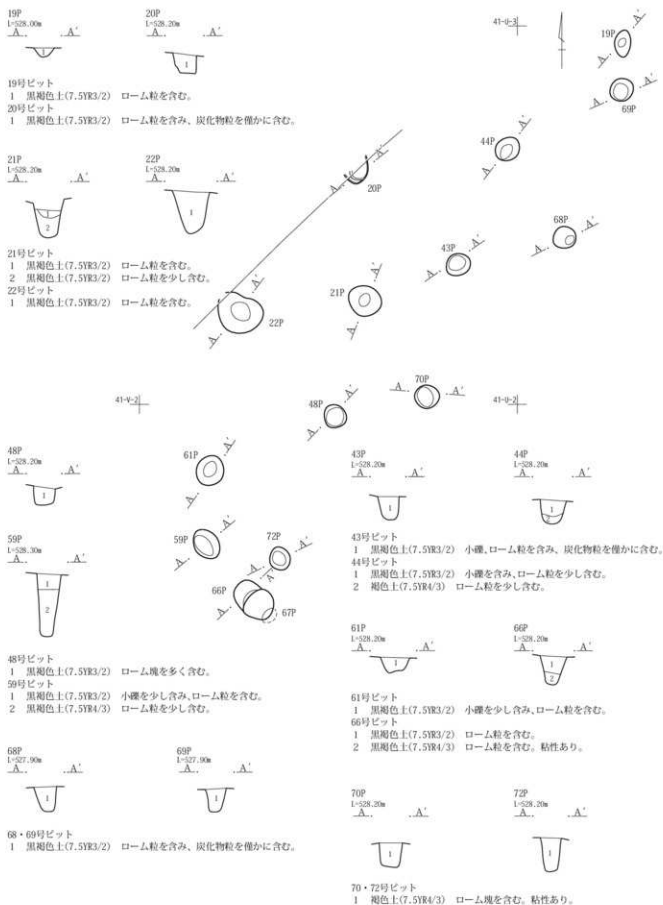 19P
L=528.00m
A A'
1
20P
L=528.20m
A A'
1
19号ピット
1 黒褐色土(7.5YR3/2) ローム粒を含む。
20号ピット
1 黒褐色土(7.5YR3/2) ローム粒を含み、炭化物粒を僅かに含む。
21P
L=528.20m
A A'
1
2
22P
L=528.20m
A A'
1
21号ピット
1 黒褐色土(7.5YR3/2) ローム粒を含む。
2 黒褐色土(7.5YR3/2) ローム粒を少し含む。
22号ピット
1 黒褐色土(7.5YR3/2) ローム粒を含む。
41-U-3
19P
A A'
69P
A A'
44P
A A'
20P
A A'
68P
A A'
43P
A A'
21P
A A'
22P
A A'
41-V-2
48P
A A'
70P
A A'
41-U-2
61P
A A'
59P
A A'
72P
A A'
66P
A A'
67P
48P
L=528.20m
A A'
1
59P
L=528.30m
A A'
1
2
48号ピット
1 黒褐色土(7.5YR3/2) ローム塊を多く含む。
59号ピット
1 黒褐色土(7.5YR3/2) 小礫を少し含み、ローム粒を含む。
2 黒褐色土(7.5YR4/3) ローム粒を少し含む。
68P
L=527.90m
A A'
1
69P
L=527.90m
A A'
1
68・69号ピット
1 黒褐色土(7.5YR3/2) ローム粒を含み、炭化物粒を僅かに含む。
43P
L=528.20m
A A'
1
44P
L=528.20m
A A'
1
2
43号ピット
1 黒褐色土(7.5YR3/2) 小礫、ローム粒を含み、炭化物粒を僅かに含む。
44号ピット
1 黒褐色土(7.5YR3/2) 小礫を含み、ローム粒を少し含む。
2 褐色土(7.5YR4/3) ローム粒を少し含む。
61P
L=528.20m
A A'
1
66P
L=528.20m
A A'
1
2
61号ピット
1 黒褐色土(7.5YR3/2) 小礫を少し含み、ローム粒を含む。
66号ピット
1 黒褐色土(7.5YR3/2) ローム粒を含む。
2 黒褐色土(7.5YR4/3) ローム粒を含む。粘性あり。
70P
L=528.20m
A A'
1
72P
L=528.20m
A A'
1
70・72号ピット
1 褐色土(7.5YR4/3) ローム塊を含む。粘性あり。